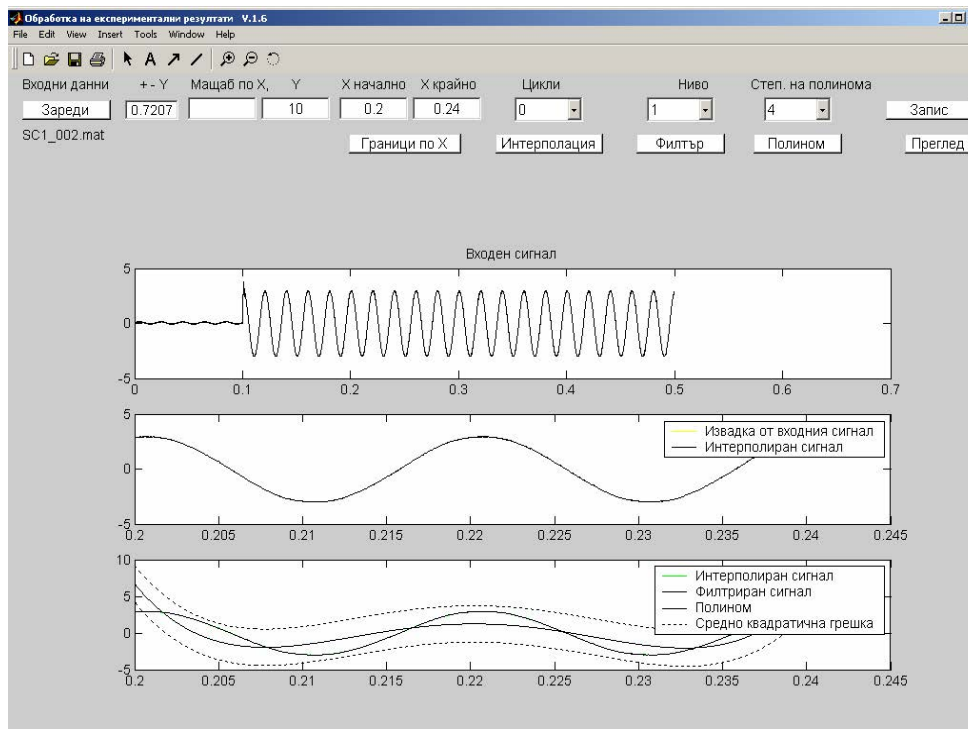 Обработка на експериментални резултати V.1.6
File Edit View Insert Tools Window Help
Входни данни + - Y Мащаб по X, Y X начално X крайно Цикли Ниво Степ. на полинома
Зареди 0.7207 10 0.2 0.24 0 1 4 Запис
SC1_002.mat
Граници по X Интерполация Филтър Полином Преглед
Входен сигнал
5
0
-5
0 0.1 0.2 0.3 0.4 0.5 0.6 0.7
5
Извадка от входния сигнал
Интерполиран сигнал
0
-5
0.2 0.205 0.21 0.215 0.22 0.225 0.23 0.235 0.24 0.245
10
Интерполиран сигнал
5
Филтриран сигнал
Полином
Средно квадратична грешка
0
-5
0.2 0.205 0.21 0.215 0.22 0.225 0.23 0.235 0.24 0.245